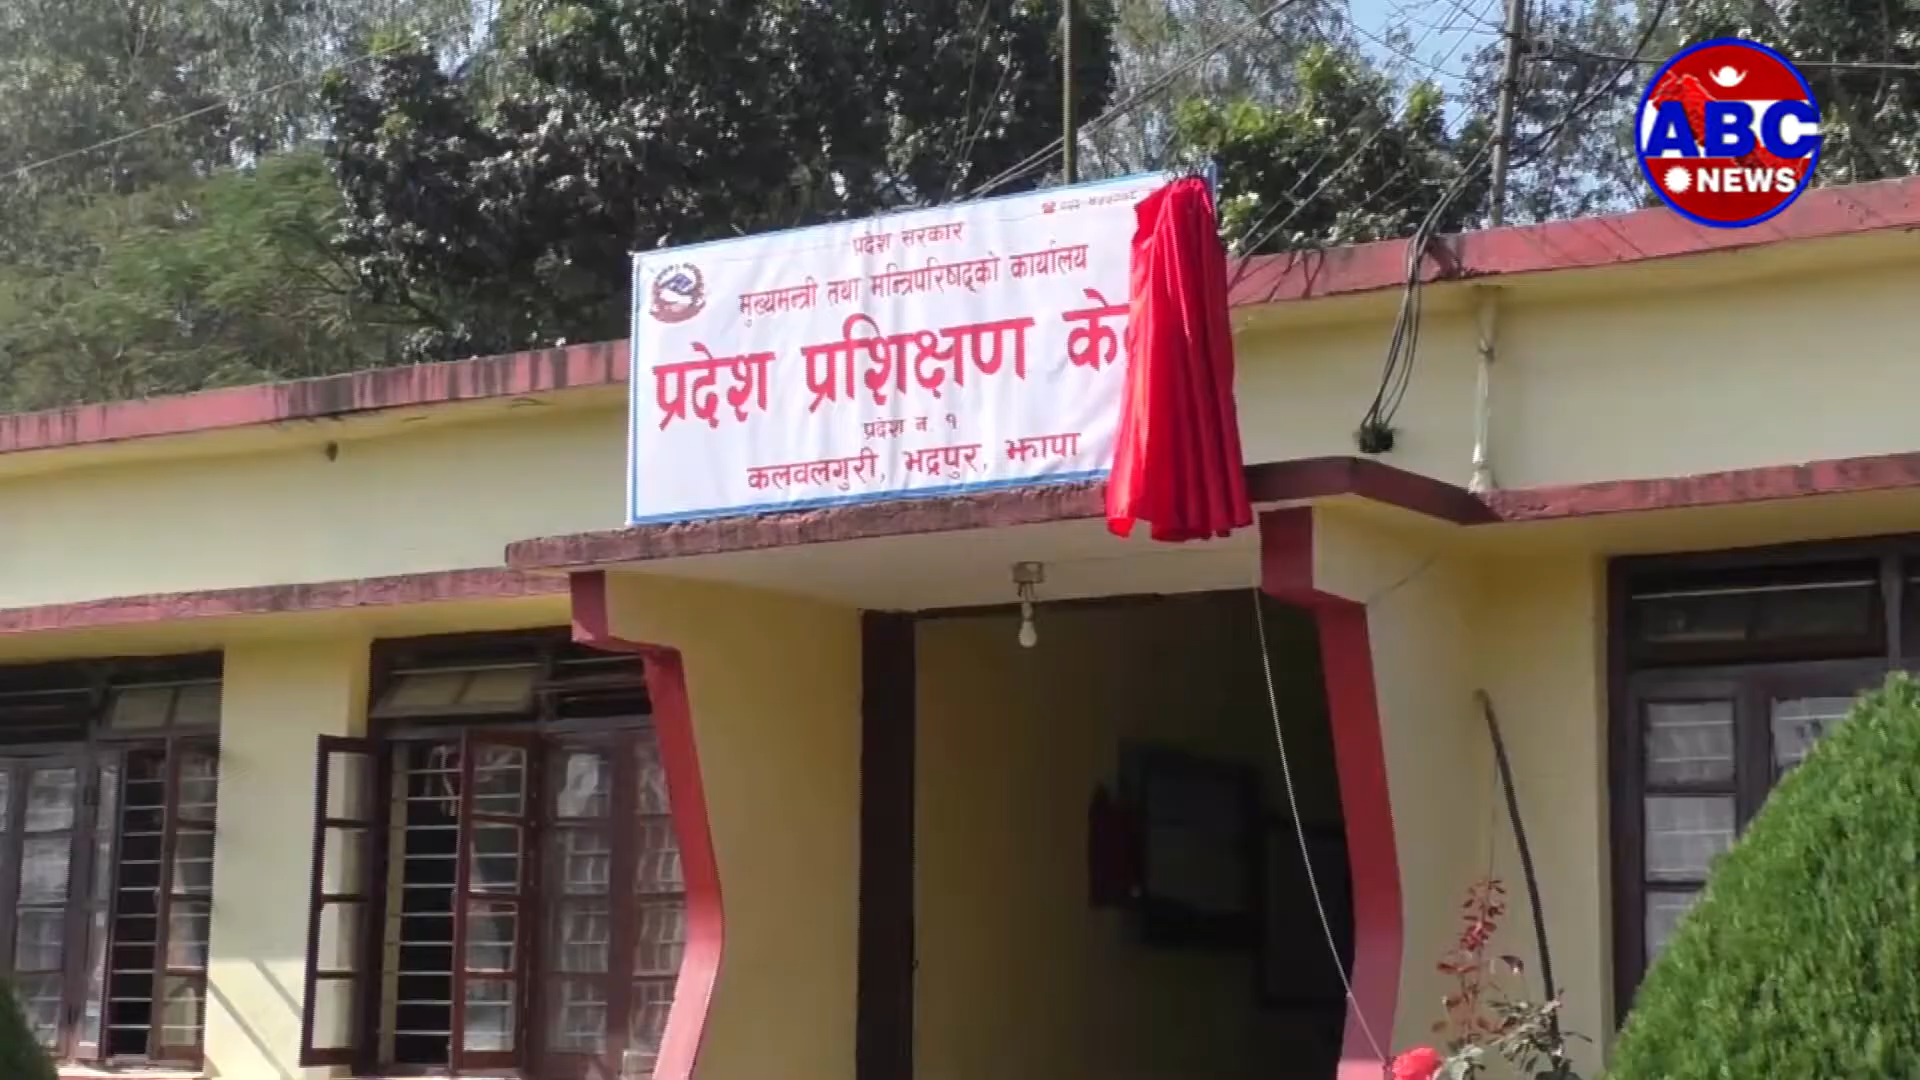 प्रदेश सरकार
मुख्यमन्त्री तथा मन्त्रिपरिषद्को कार्यालय
प्रदेश प्रशिक्षण
प्रदेश न. १
कलवलगुरी, भद्रपुर, झापा
ABC
NEWS